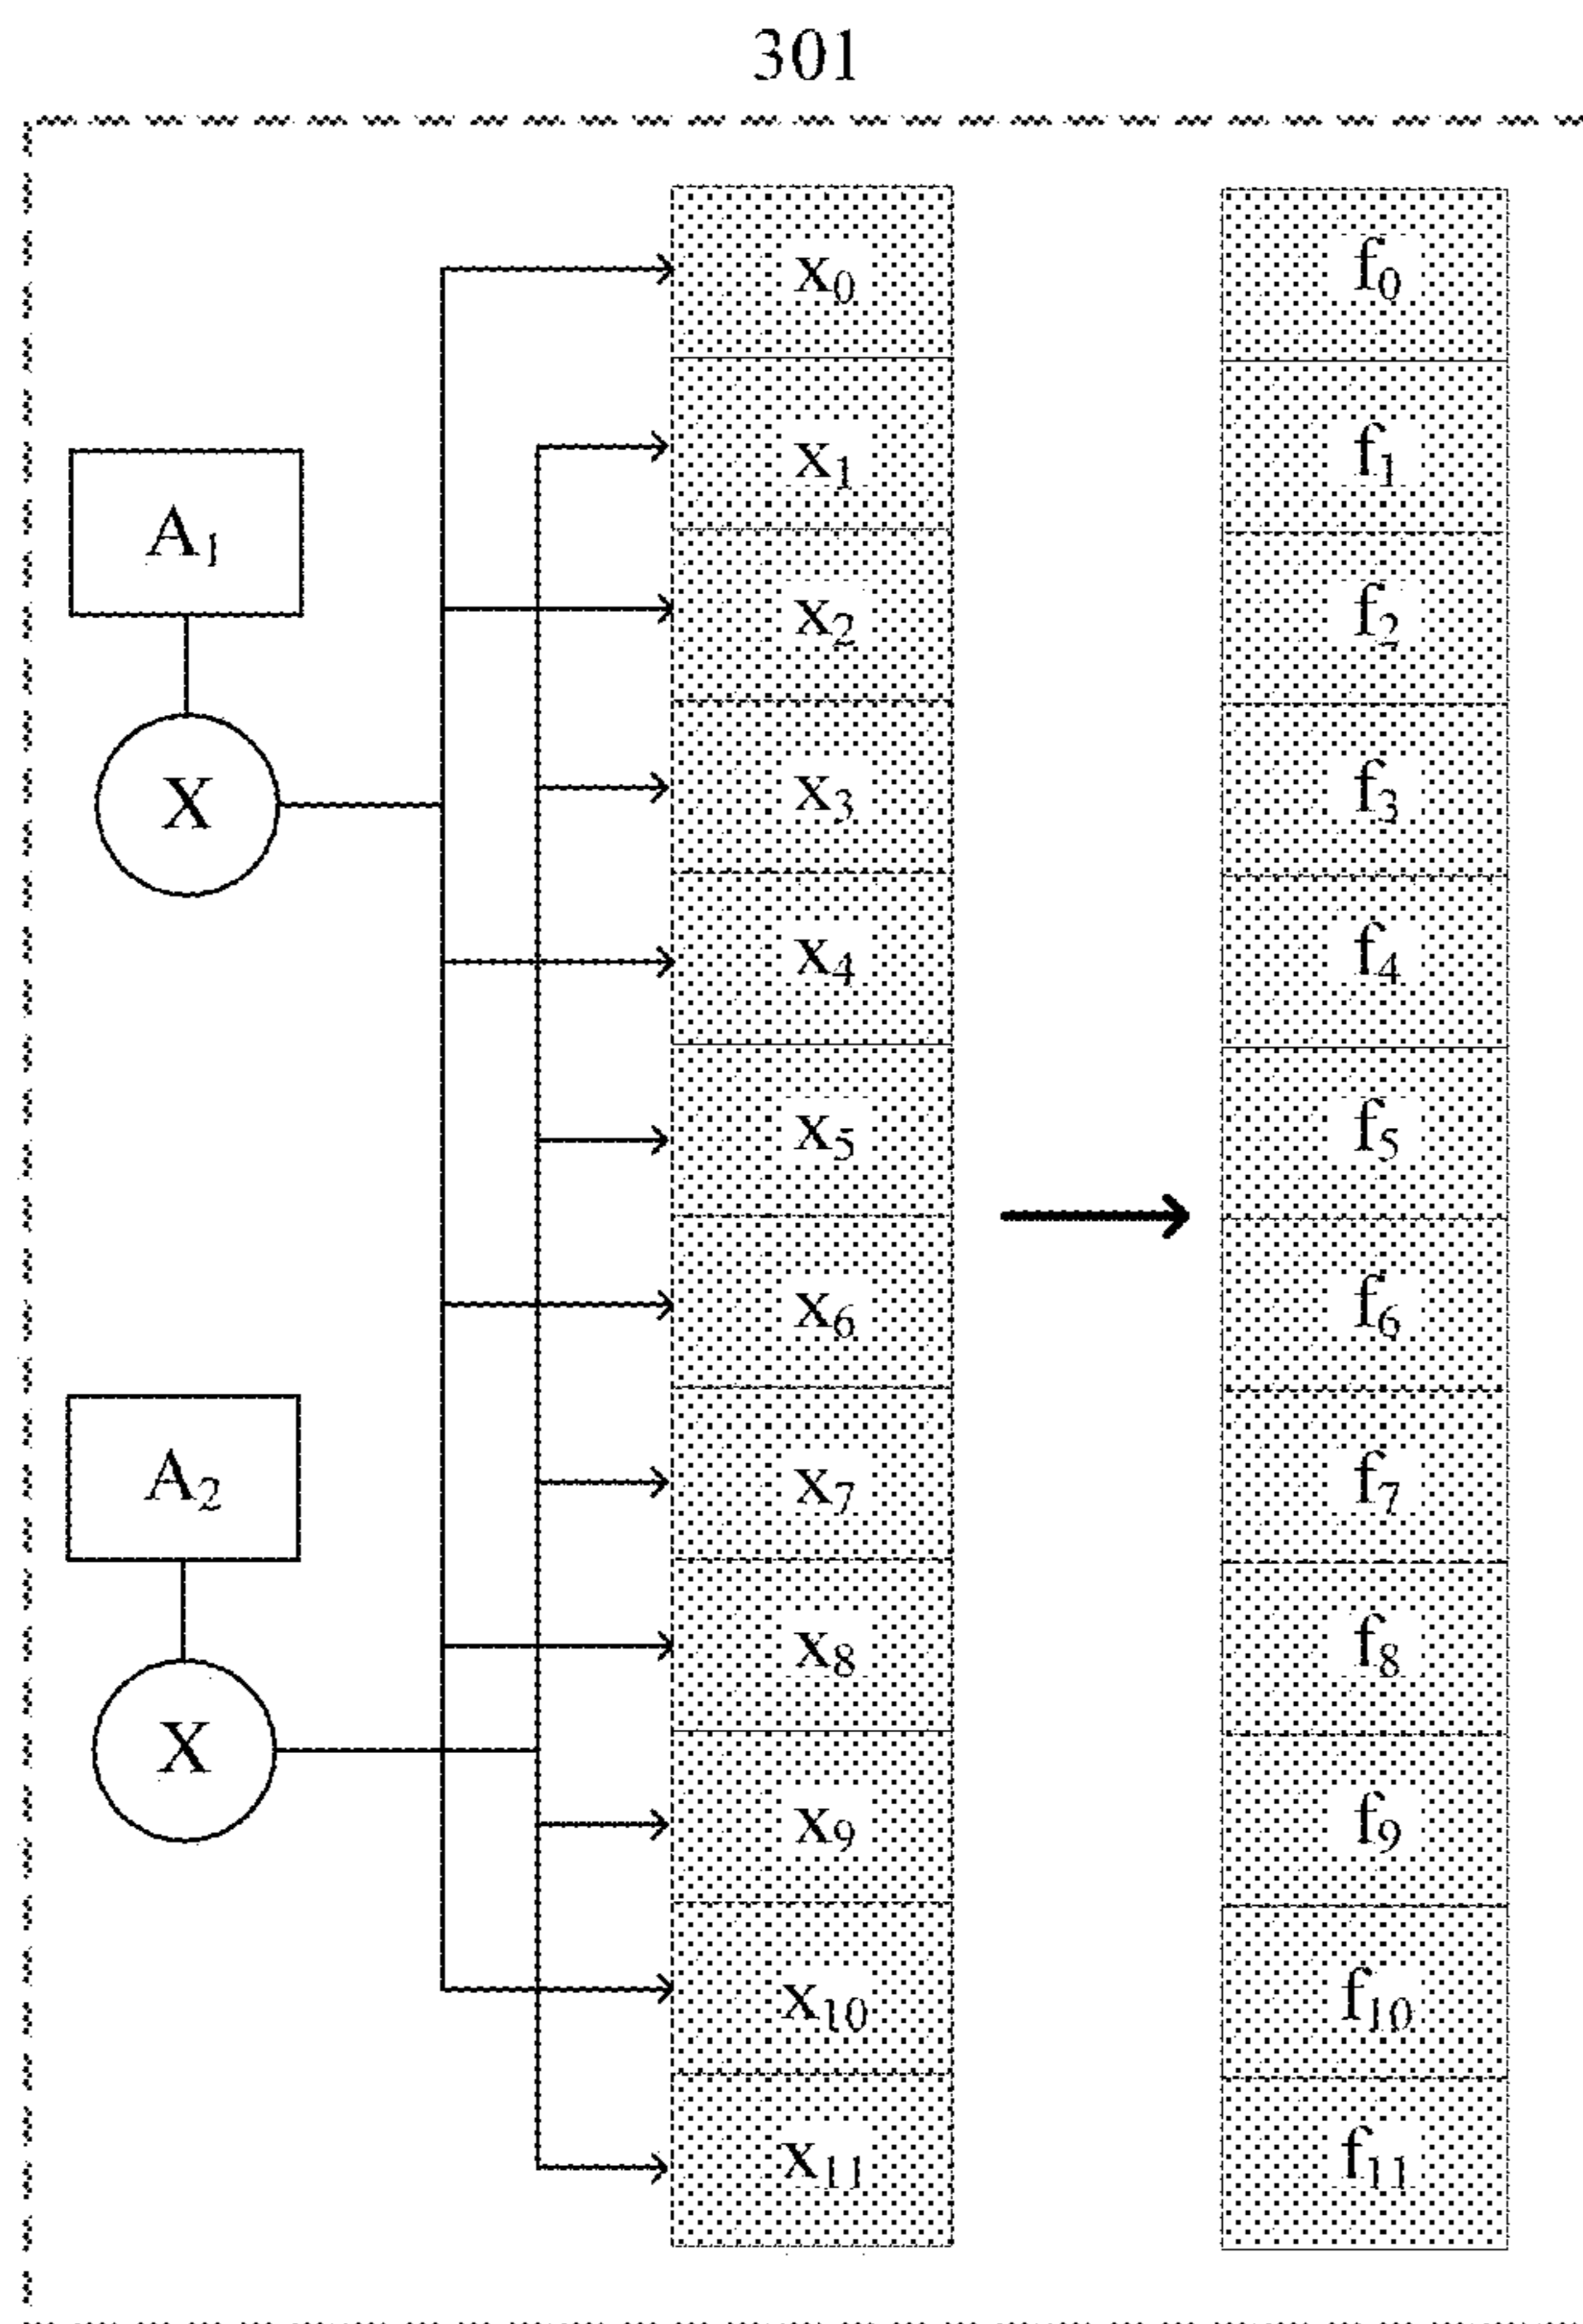 301
A₁
X
A₂
X
x₀
x₁
x₂
x₃
x₄
x₅
x₆
x₇
x₈
x₉
x₁₀
x₁₁
f₀
f₁
f₂
f₃
f₄
f₅
f₆
f₇
f₈
f₉
f₁₀
f₁₁